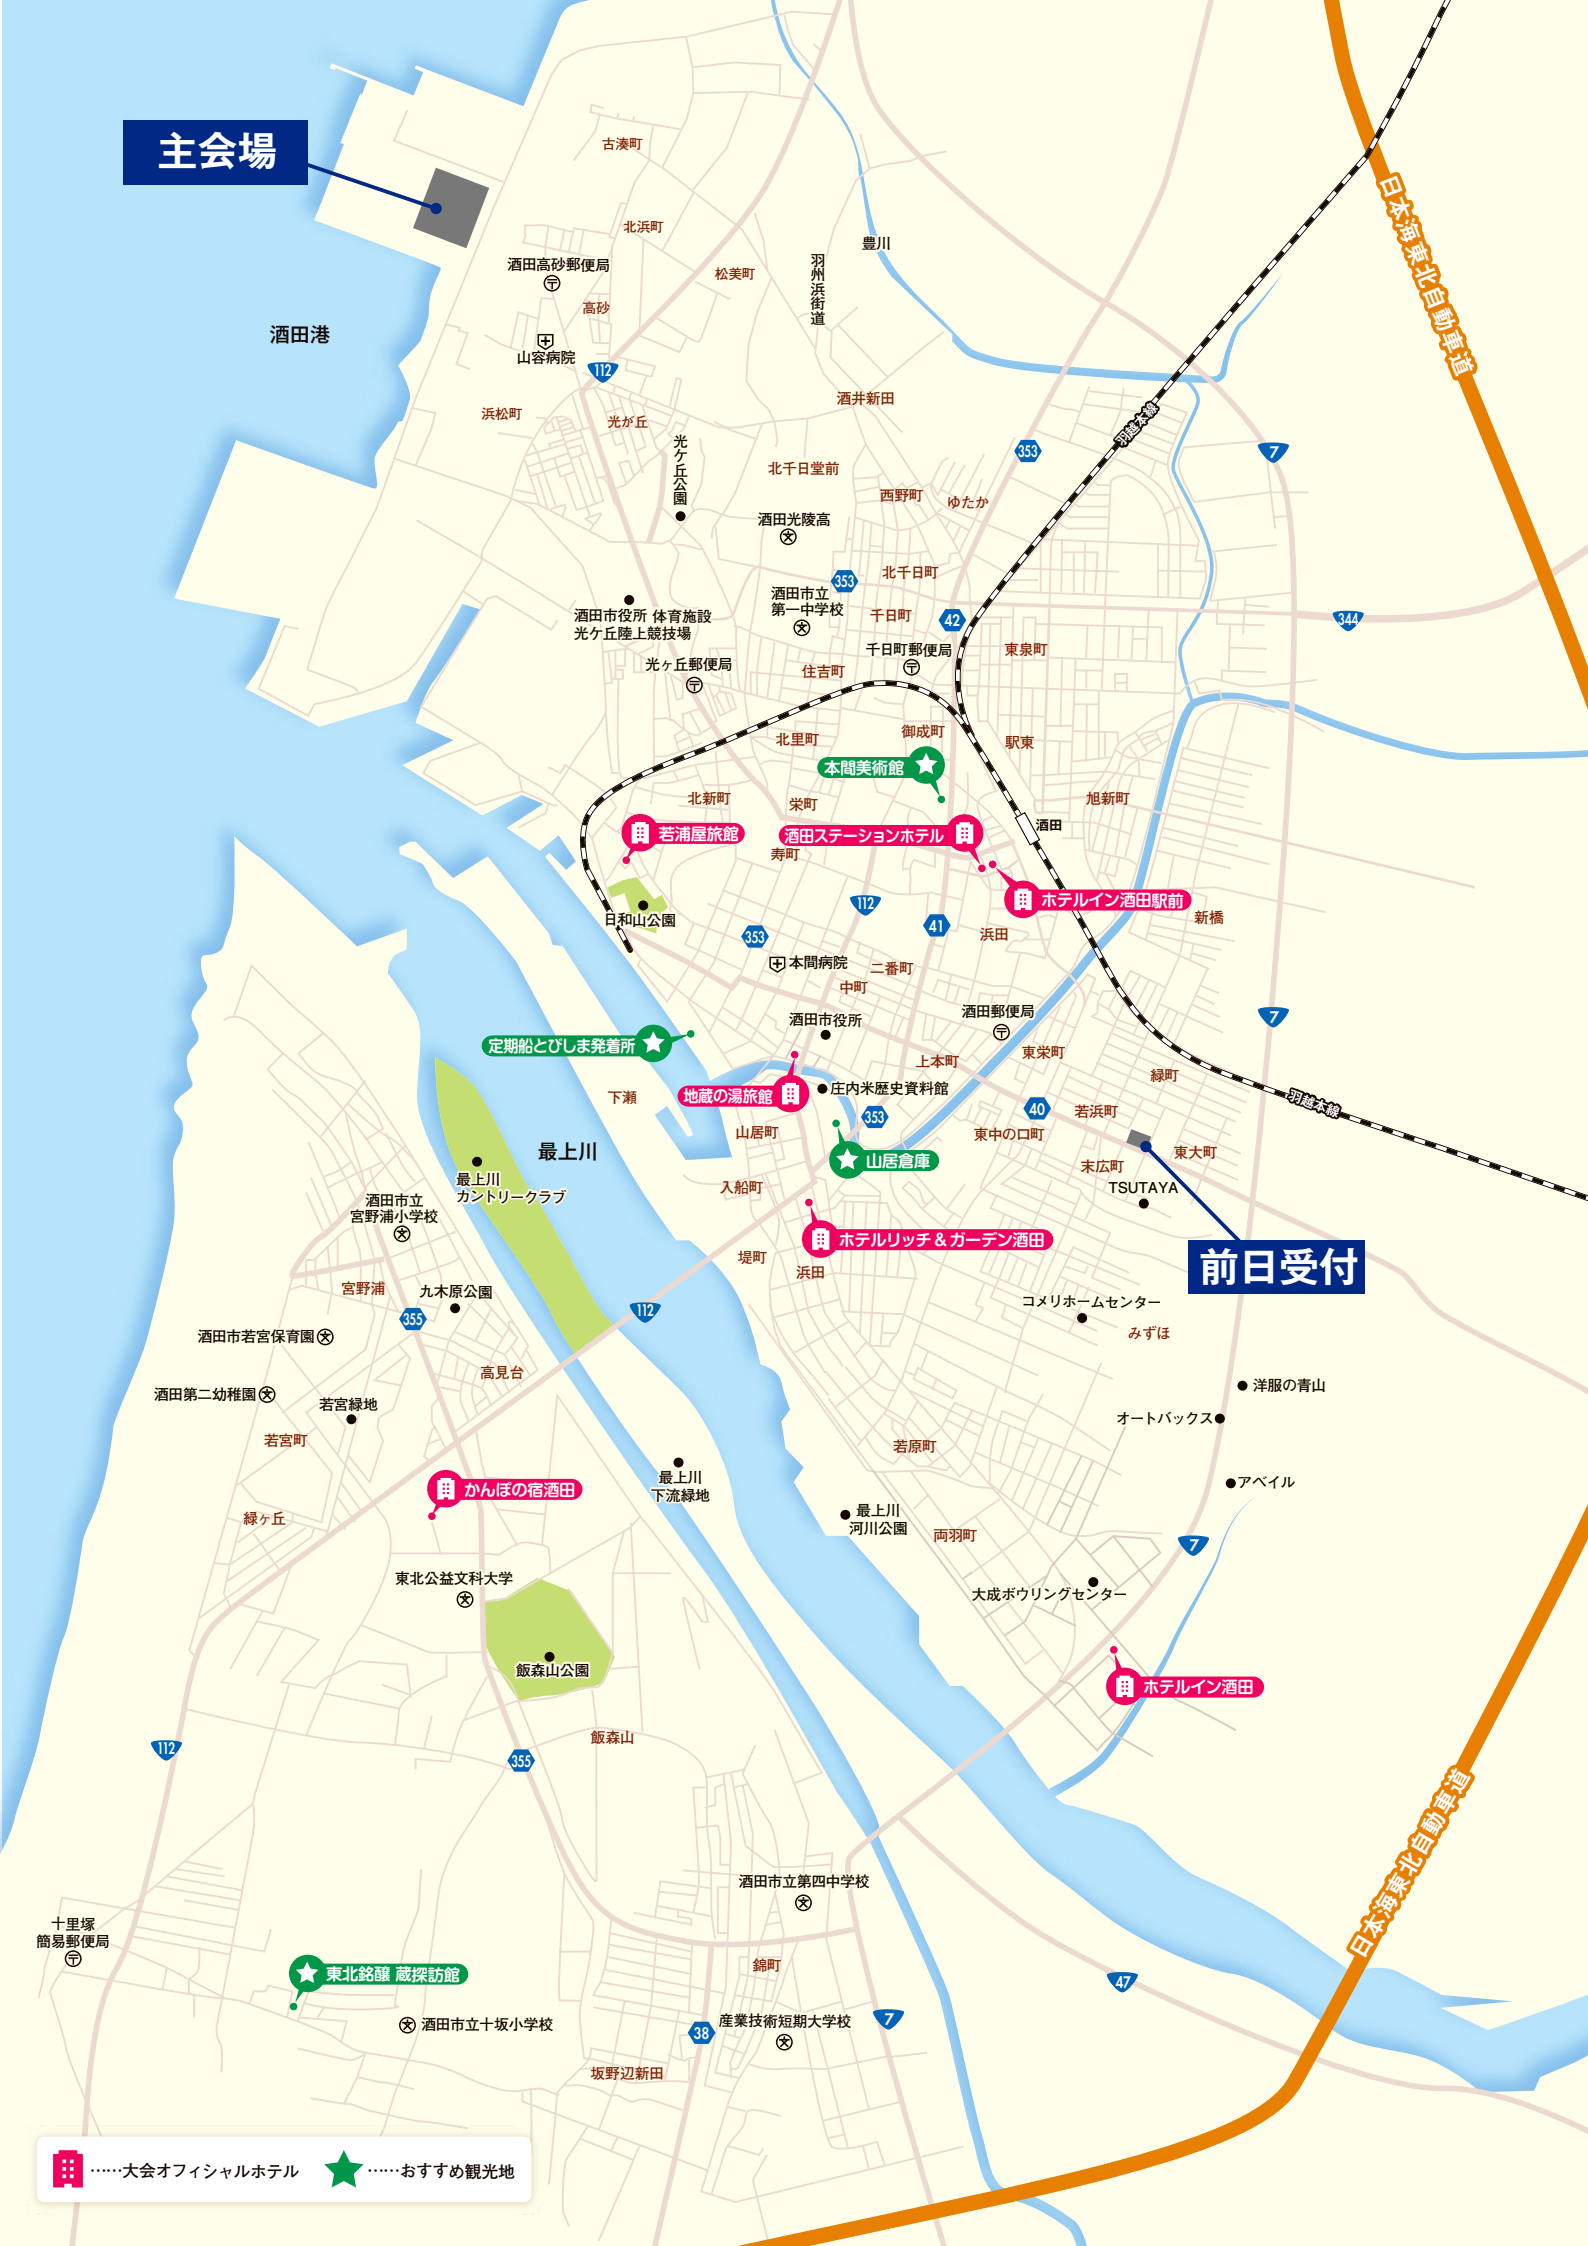 主会場
古湊町
北浜町
豊川
酒田高砂郵便局
松美町
羽州浜街道
日本海東北自動車道
高砂
酒田港
山容病院
112
酒井新田
浜松町
光が丘
羽越本線
353
7
光ケ丘公園
北千日堂前
西野町
ゆたか
酒田光陵高
北千日町
353
酒田市立
第一中学校
千日町
42
344
酒田市役所 体育施設
光ケ丘陸上競技場
千日町郵便局
東泉町
光ヶ丘郵便局
住吉町
御成町
北里町
駅東
本間美術館
北新町
栄町
旭新町
若浦屋旅館
酒田ステーションホテル
酒田
寿町
ホテルイン酒田駅前
112
日和山公園
新橋
353
41
浜田
本間病院
二番町
中町
酒田郵便局
酒田市役所
7
定期船とびしま発着所
上本町
東栄町
緑町
下瀬
地蔵の湯旅館
庄内米歴史資料館
羽越本線
353
40
若浜町
山居町
東中の口町
最上川
山居倉庫
東大町
末広町
最上川
カントリークラブ
入船町
TSUTAYA
酒田市立
宮野浦小学校
ホテルリッチ＆ガーデン酒田
堤町
浜田
前日受付
宮野浦
九木原公園
コメリホームセンター
355
112
酒田市若宮保育園
みずほ
高見台
酒田第二幼稚園
若宮緑地
洋服の青山
オートバックス
若宮町
若原町
最上川
下流緑地
アベイル
かんぽの宿酒田
緑ヶ丘
最上川
河川公園
両羽町
7
東北公益文科大学
大成ボウリングセンター
飯森山公園
ホテルイン酒田
飯森山
112
355
日本海東北自動車道
酒田市立第四中学校
十里塚
簡易郵便局
錦町
東北銘醸 蔵探訪館
47
酒田市立十坂小学校
38
産業技術短期大学校
7
坂野辺新田
……大会オフィシャルホテル
……おすすめ観光地